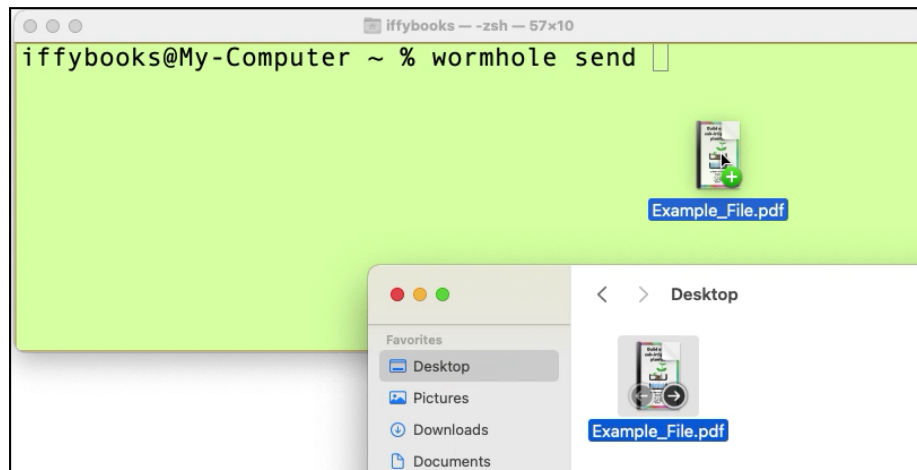 iffybooks — -zsh — 57×10
iffybooks@My-Computer ~ % wormhole send
Example_File.pdf
Desktop
Favorites
Desktop
Pictures
Downloads
Documents
Example_File.pdf